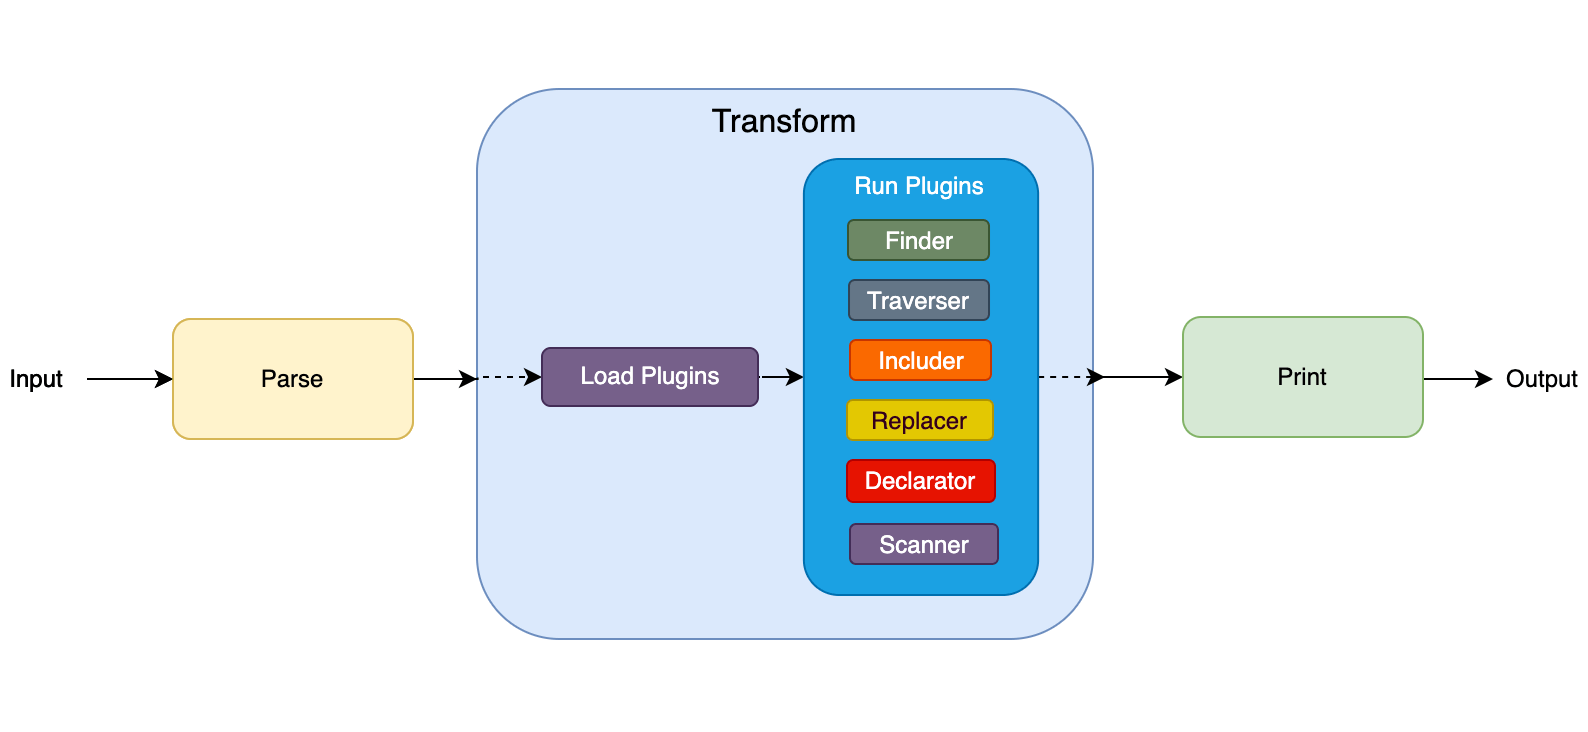 Input
Parse
Transform
Load Plugins
Run Plugins
Finder
Traverser
Includer
Replacer
Declarator
Scanner
Print
Output